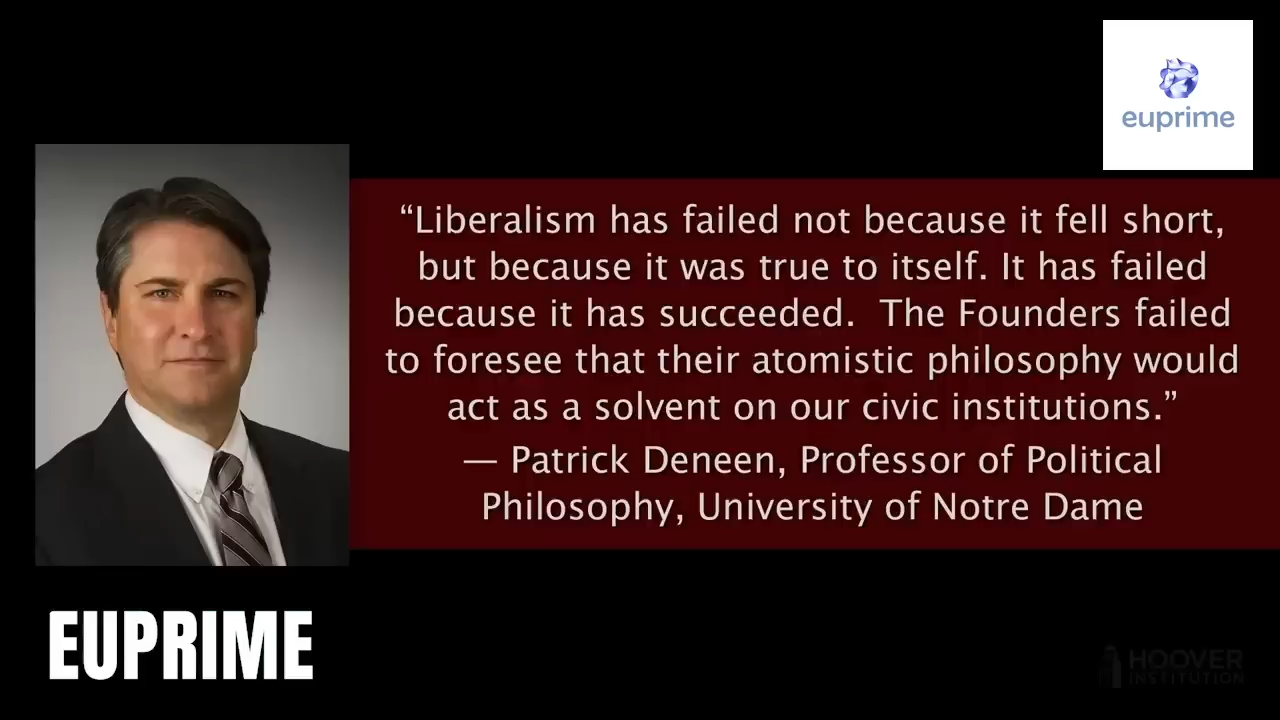 euprime
“Liberalism has failed not because it fell short,
but because it was true to itself. It has failed
because it has succeeded.  The Founders failed
to foresee that their atomistic philosophy would
act as a solvent on our civic institutions.”
— Patrick Deneen, Professor of Political
Philosophy, University of Notre Dame
EUPRIME
HOOVER
INSTITUTION